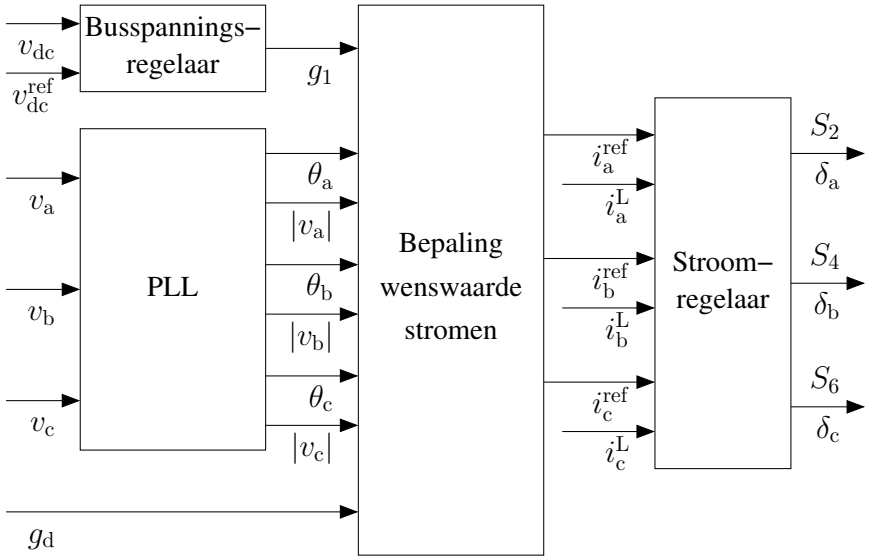 v_dc
v_dc^ref
Busspannings-
regelaar
g_1
v_a
v_b
v_c
PLL
θ_a
|v_a|
θ_b
|v_b|
θ_c
|v_c|
g_d
Bepaling
wenswaarde
stromen
i_a^ref
i_a^L
i_b^ref
i_b^L
i_c^ref
i_c^L
Stroom-
regelaar
S_2
δ_a
S_4
δ_b
S_6
δ_c